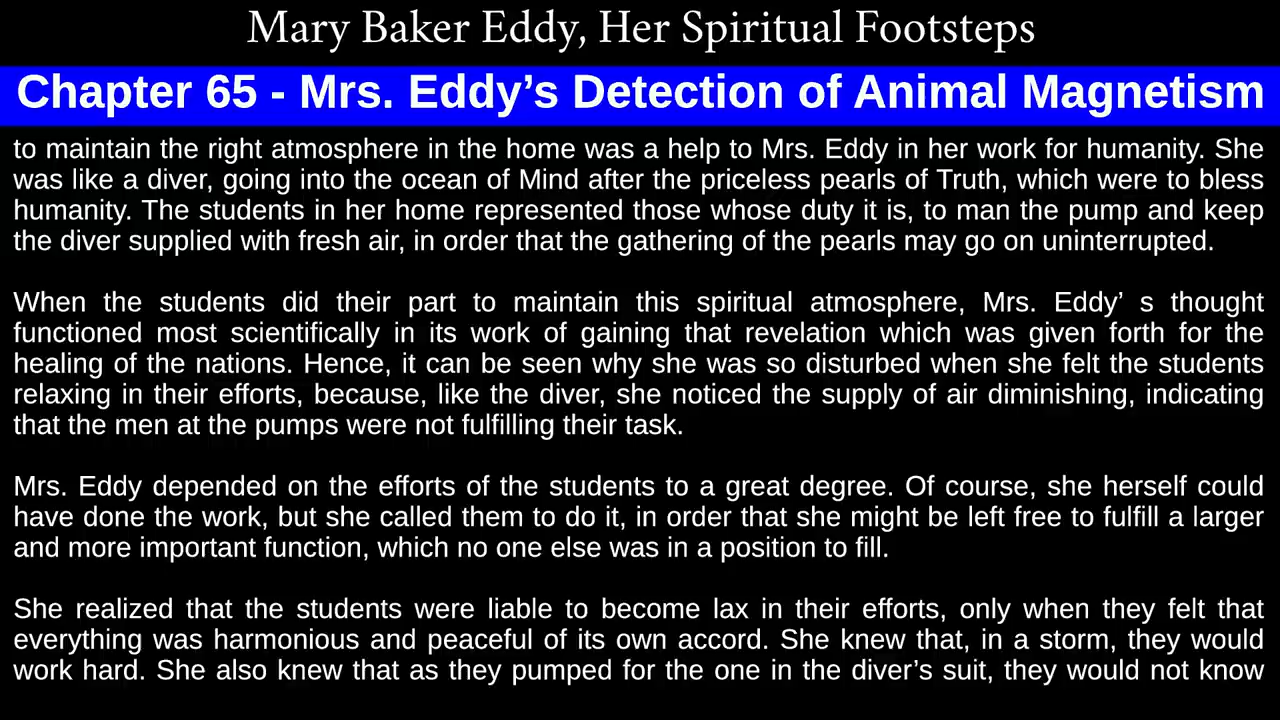 Mary Baker Eddy, Her Spiritual Footsteps
Chapter 65 - Mrs. Eddy’s Detection of Animal Magnetism
to maintain the right atmosphere in the home was a help to Mrs. Eddy in her work for humanity. She
was like a diver, going into the ocean of Mind after the priceless pearls of Truth, which were to bless
humanity. The students in her home represented those whose duty it is, to man the pump and keep
the diver supplied with fresh air, in order that the gathering of the pearls may go on uninterrupted.
When the students did their part to maintain this spiritual atmosphere, Mrs. Eddy’ s thought
functioned most scientifically in its work of gaining that revelation which was given forth for the
healing of the nations. Hence, it can be seen why she was so disturbed when she felt the students
relaxing in their efforts, because, like the diver, she noticed the supply of air diminishing, indicating
that the men at the pumps were not fulfilling their task.
Mrs. Eddy depended on the efforts of the students to a great degree. Of course, she herself could
have done the work, but she called them to do it, in order that she might be left free to fulfill a larger
and more important function, which no one else was in a position to fill.
She realized that the students were liable to become lax in their efforts, only when they felt that
everything was harmonious and peaceful of its own accord. She knew that, in a storm, they would
work hard. She also knew that as they pumped for the one in the diver’s suit, they would not know